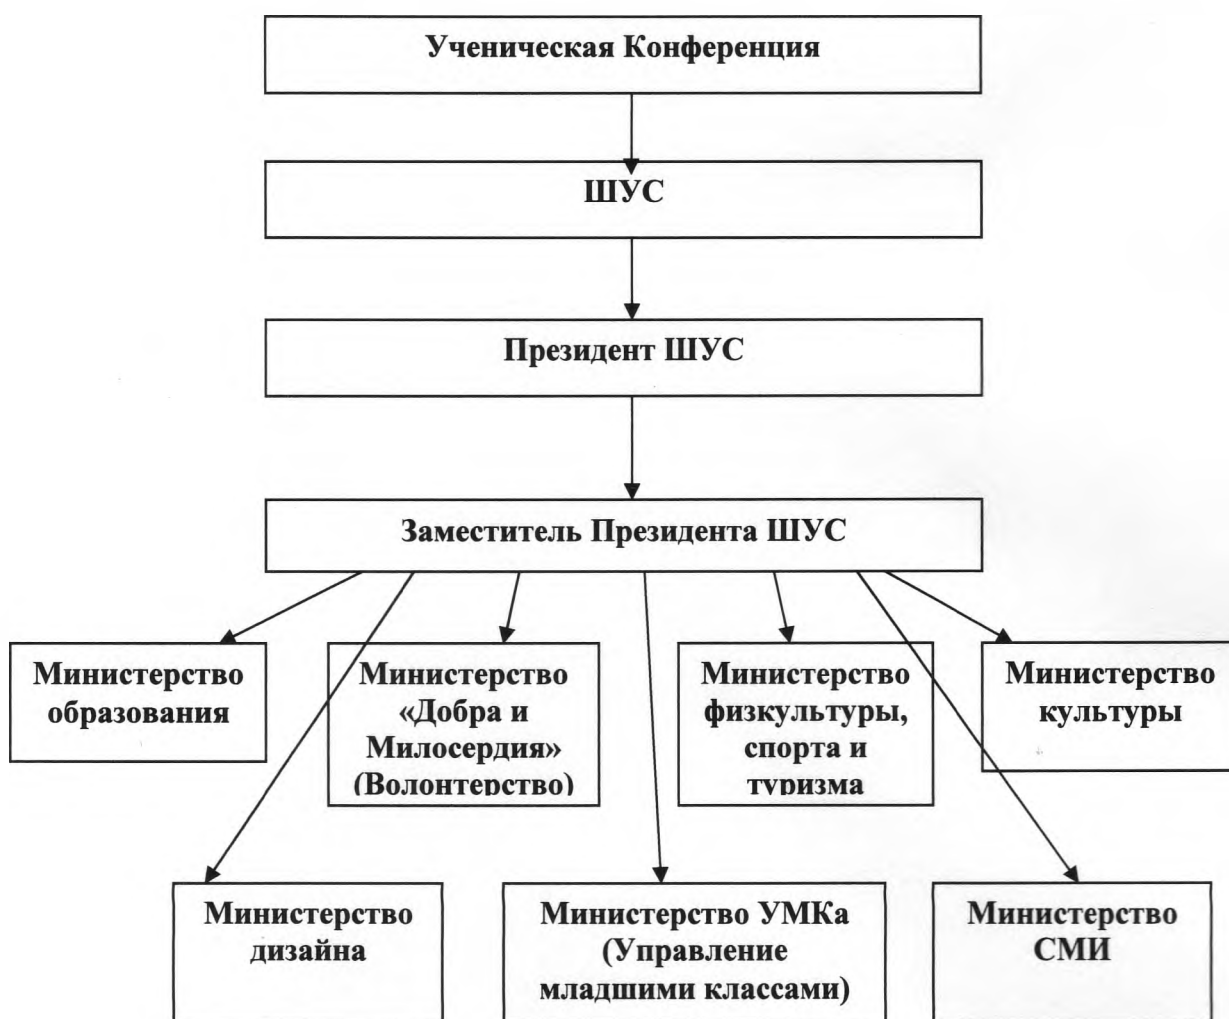 Ученическая Конференция
ШУС
Президент ШУС
Заместитель Президента ШУС
Министерство
образования
Министерство
«Добра и
Милосердия»
(Волонтерство)
Министерство
физкультуры,
спорта и
туризма
Министерство
культуры
Министерство
дизайна
Министерство УМКа
(Управление
младшими классами)
Министерство
СМИ